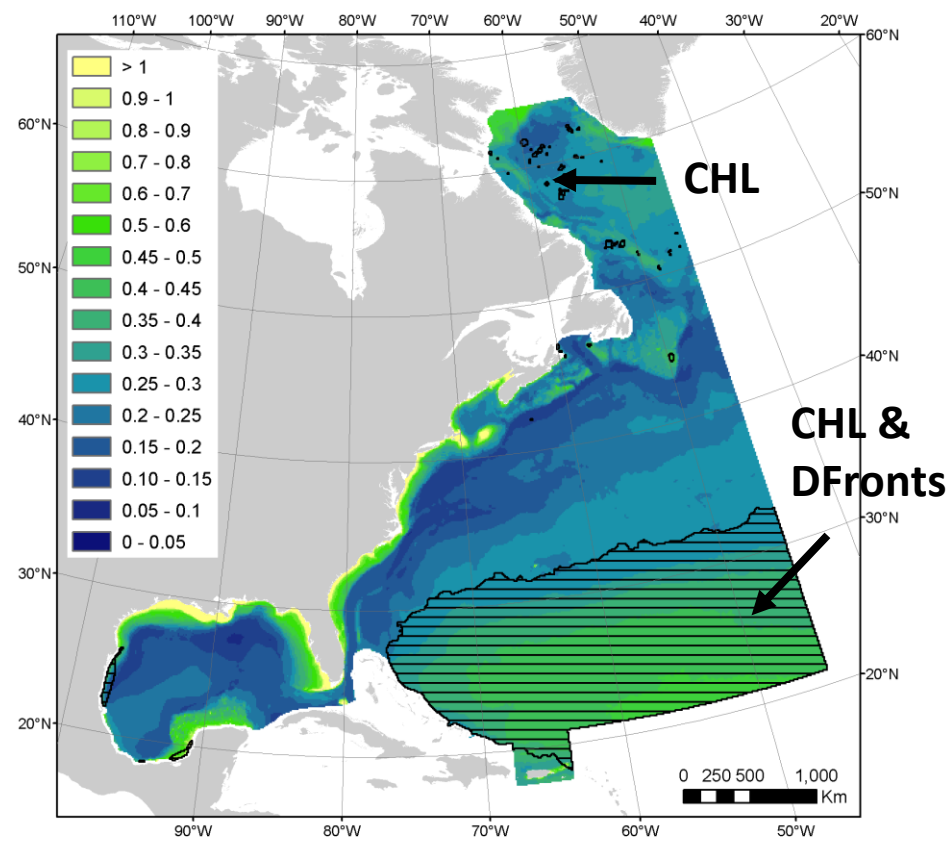 110°W 100°W 90°W 80°W 70°W 60°W 50°W 40°W 30°W 20°W
60°N
> 1
0.9 - 1
0.8 - 0.9
0.7 - 0.8
0.6 - 0.7
0.5 - 0.6
0.45 - 0.5
0.4 - 0.45
0.35 - 0.4
0.3 - 0.35
0.25 - 0.3
0.2 - 0.25
0.15 - 0.2
0.10 - 0.15
0.05 - 0.1
0 - 0.05
60°N
50°N
40°N
30°N
20°N
CHL
50°N
40°N
CHL &
DFronts
30°N
20°N
0 250 500 1,000
Km
90°W 80°W 70°W 60°W 50°W